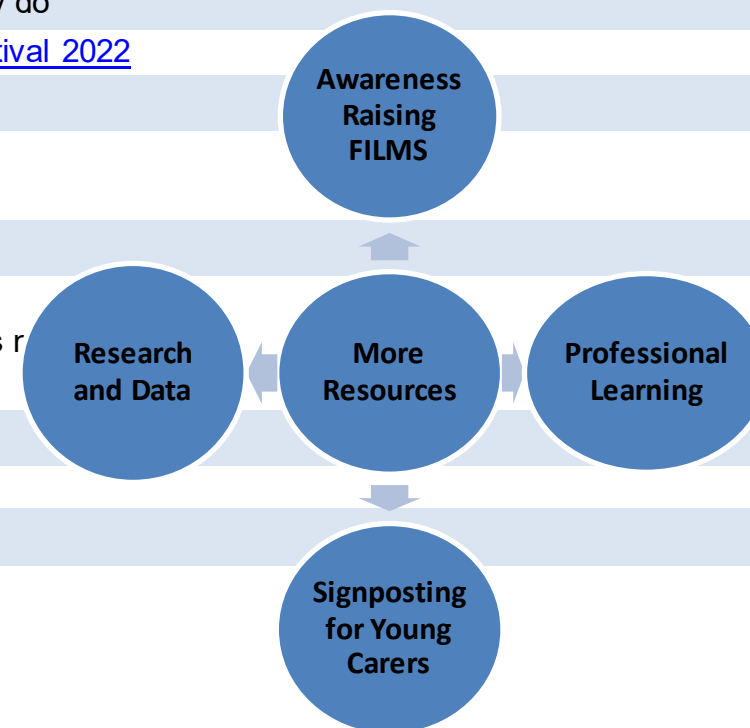 do
tival 2022
Awareness
Raising
FILMS
s r
Research
and Data
More
Resources
Professional
Learning
Signposting
for Young
Carers